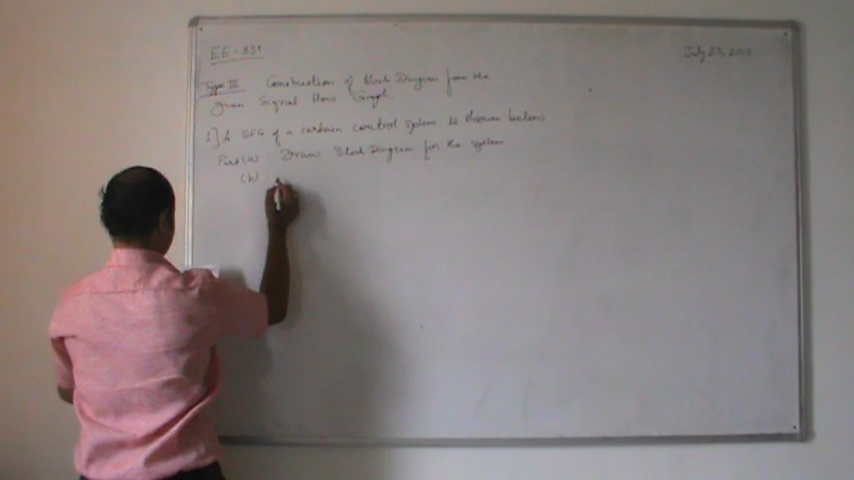 EE-351
July 23, 2015
Type III Construction of Block Diagram from the
given Signal Flow Graph.
1] A SFG of a certain control system is shown below
Find (a) Draw Block Diagram for the system
(b)